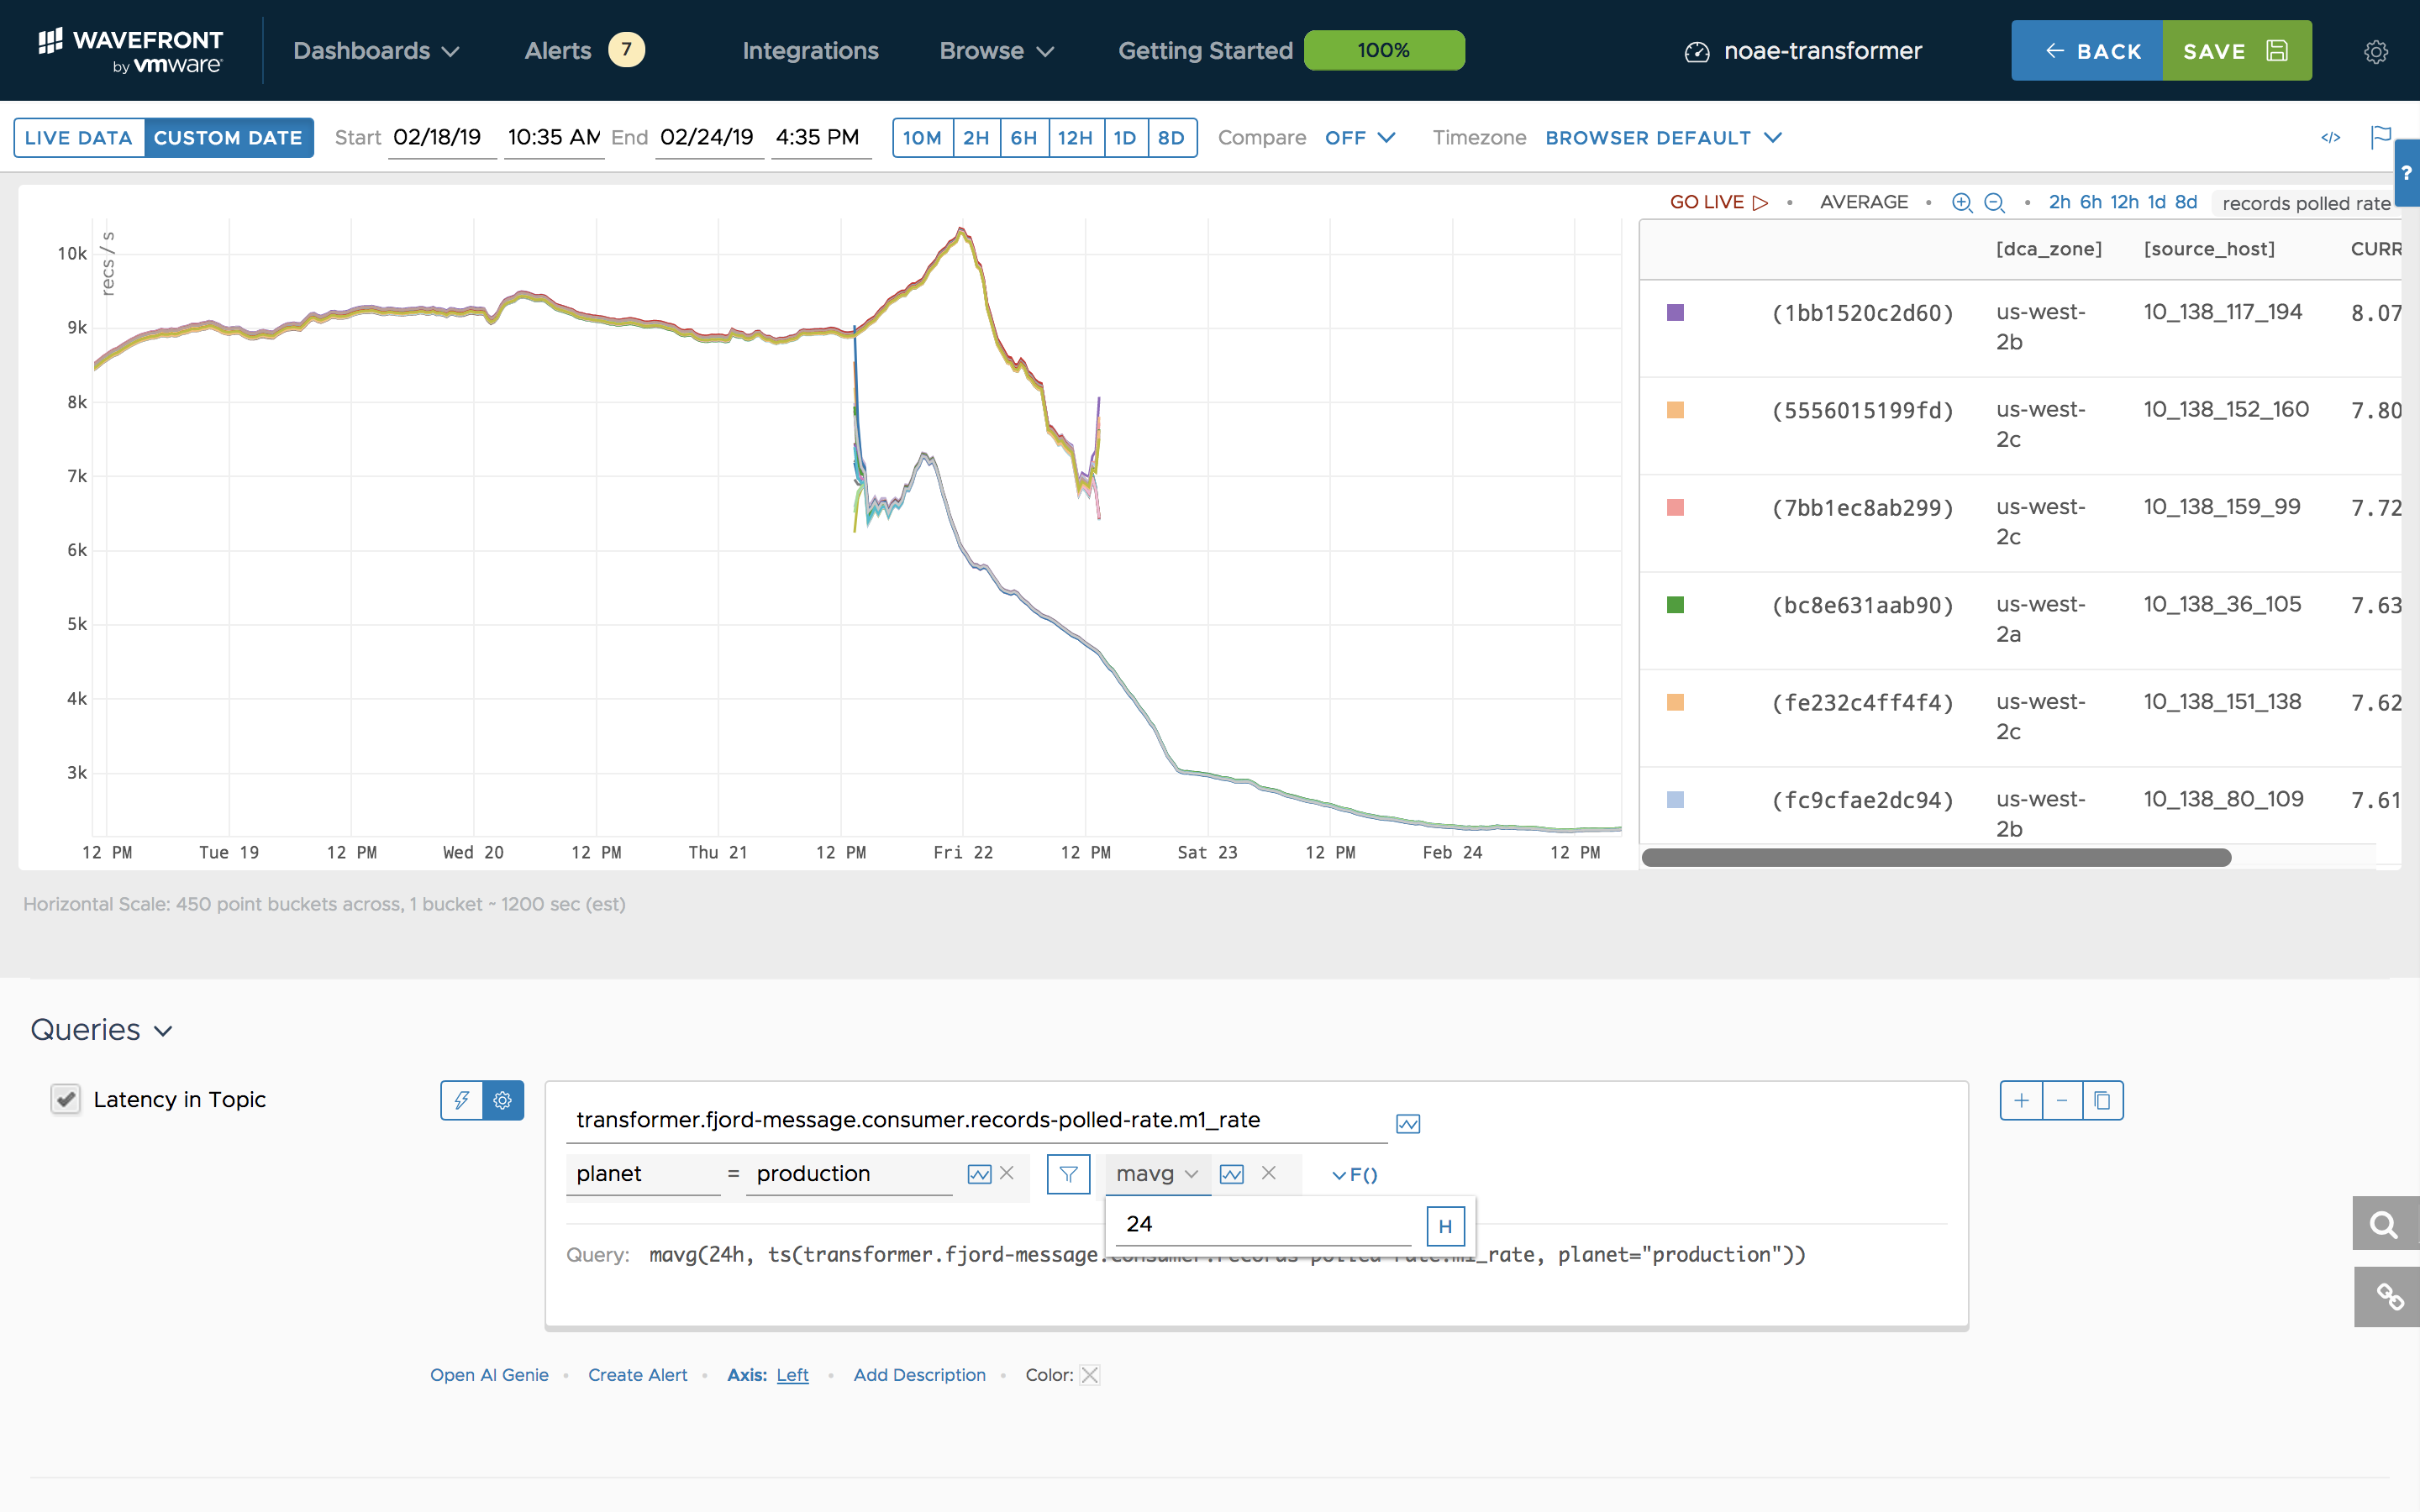 WAVEFRONT
by vmware
Dashboards
Alerts 7
Integrations
Browse
Getting Started 100%
noae-transformer
BACK
SAVE
LIVE DATA
CUSTOM DATE
Start 02/18/19 10:35 AM
End 02/24/19 4:35 PM
10M 2H 6H 12H 1D 8D
Compare OFF
Timezone BROWSER DEFAULT
</>
?
GO LIVE • AVERAGE • • 2h 6h 12h 1d 8d records polled rate
recs / s
10k
9k
8k
7k
6k
5k
4k
3k
12 PM Tue 19 12 PM Wed 20 12 PM Thu 21 12 PM Fri 22 12 PM Sat 23 12 PM Feb 24 12 PM
[dca_zone] [source_host] CURR
(1bb1520c2d60) us-west- 10_138_117_194 8.07
2b
(5556015199fd) us-west- 10_138_152_160 7.80
2c
(7bb1ec8ab299) us-west- 10_138_159_99 7.72
2c
(bc8e631aab90) us-west- 10_138_36_105 7.63
2a
(fe232c4ff4f4) us-west- 10_138_151_138 7.62
2c
(fc9cfae2dc94) us-west- 10_138_80_109 7.61
2b
Horizontal Scale: 450 point buckets across, 1 bucket ~ 1200 sec (est)
Queries
Latency in Topic
transformer.fjord-message.consumer.records-polled-rate.m1_rate
planet = production mavg F()
24 H
Query: mavg(24h, ts(transformer.fjord-message.consumer.records-polled-rate.m1_rate, planet="production"))
Open AI Genie • Create Alert • Axis: Left • Add Description • Color: